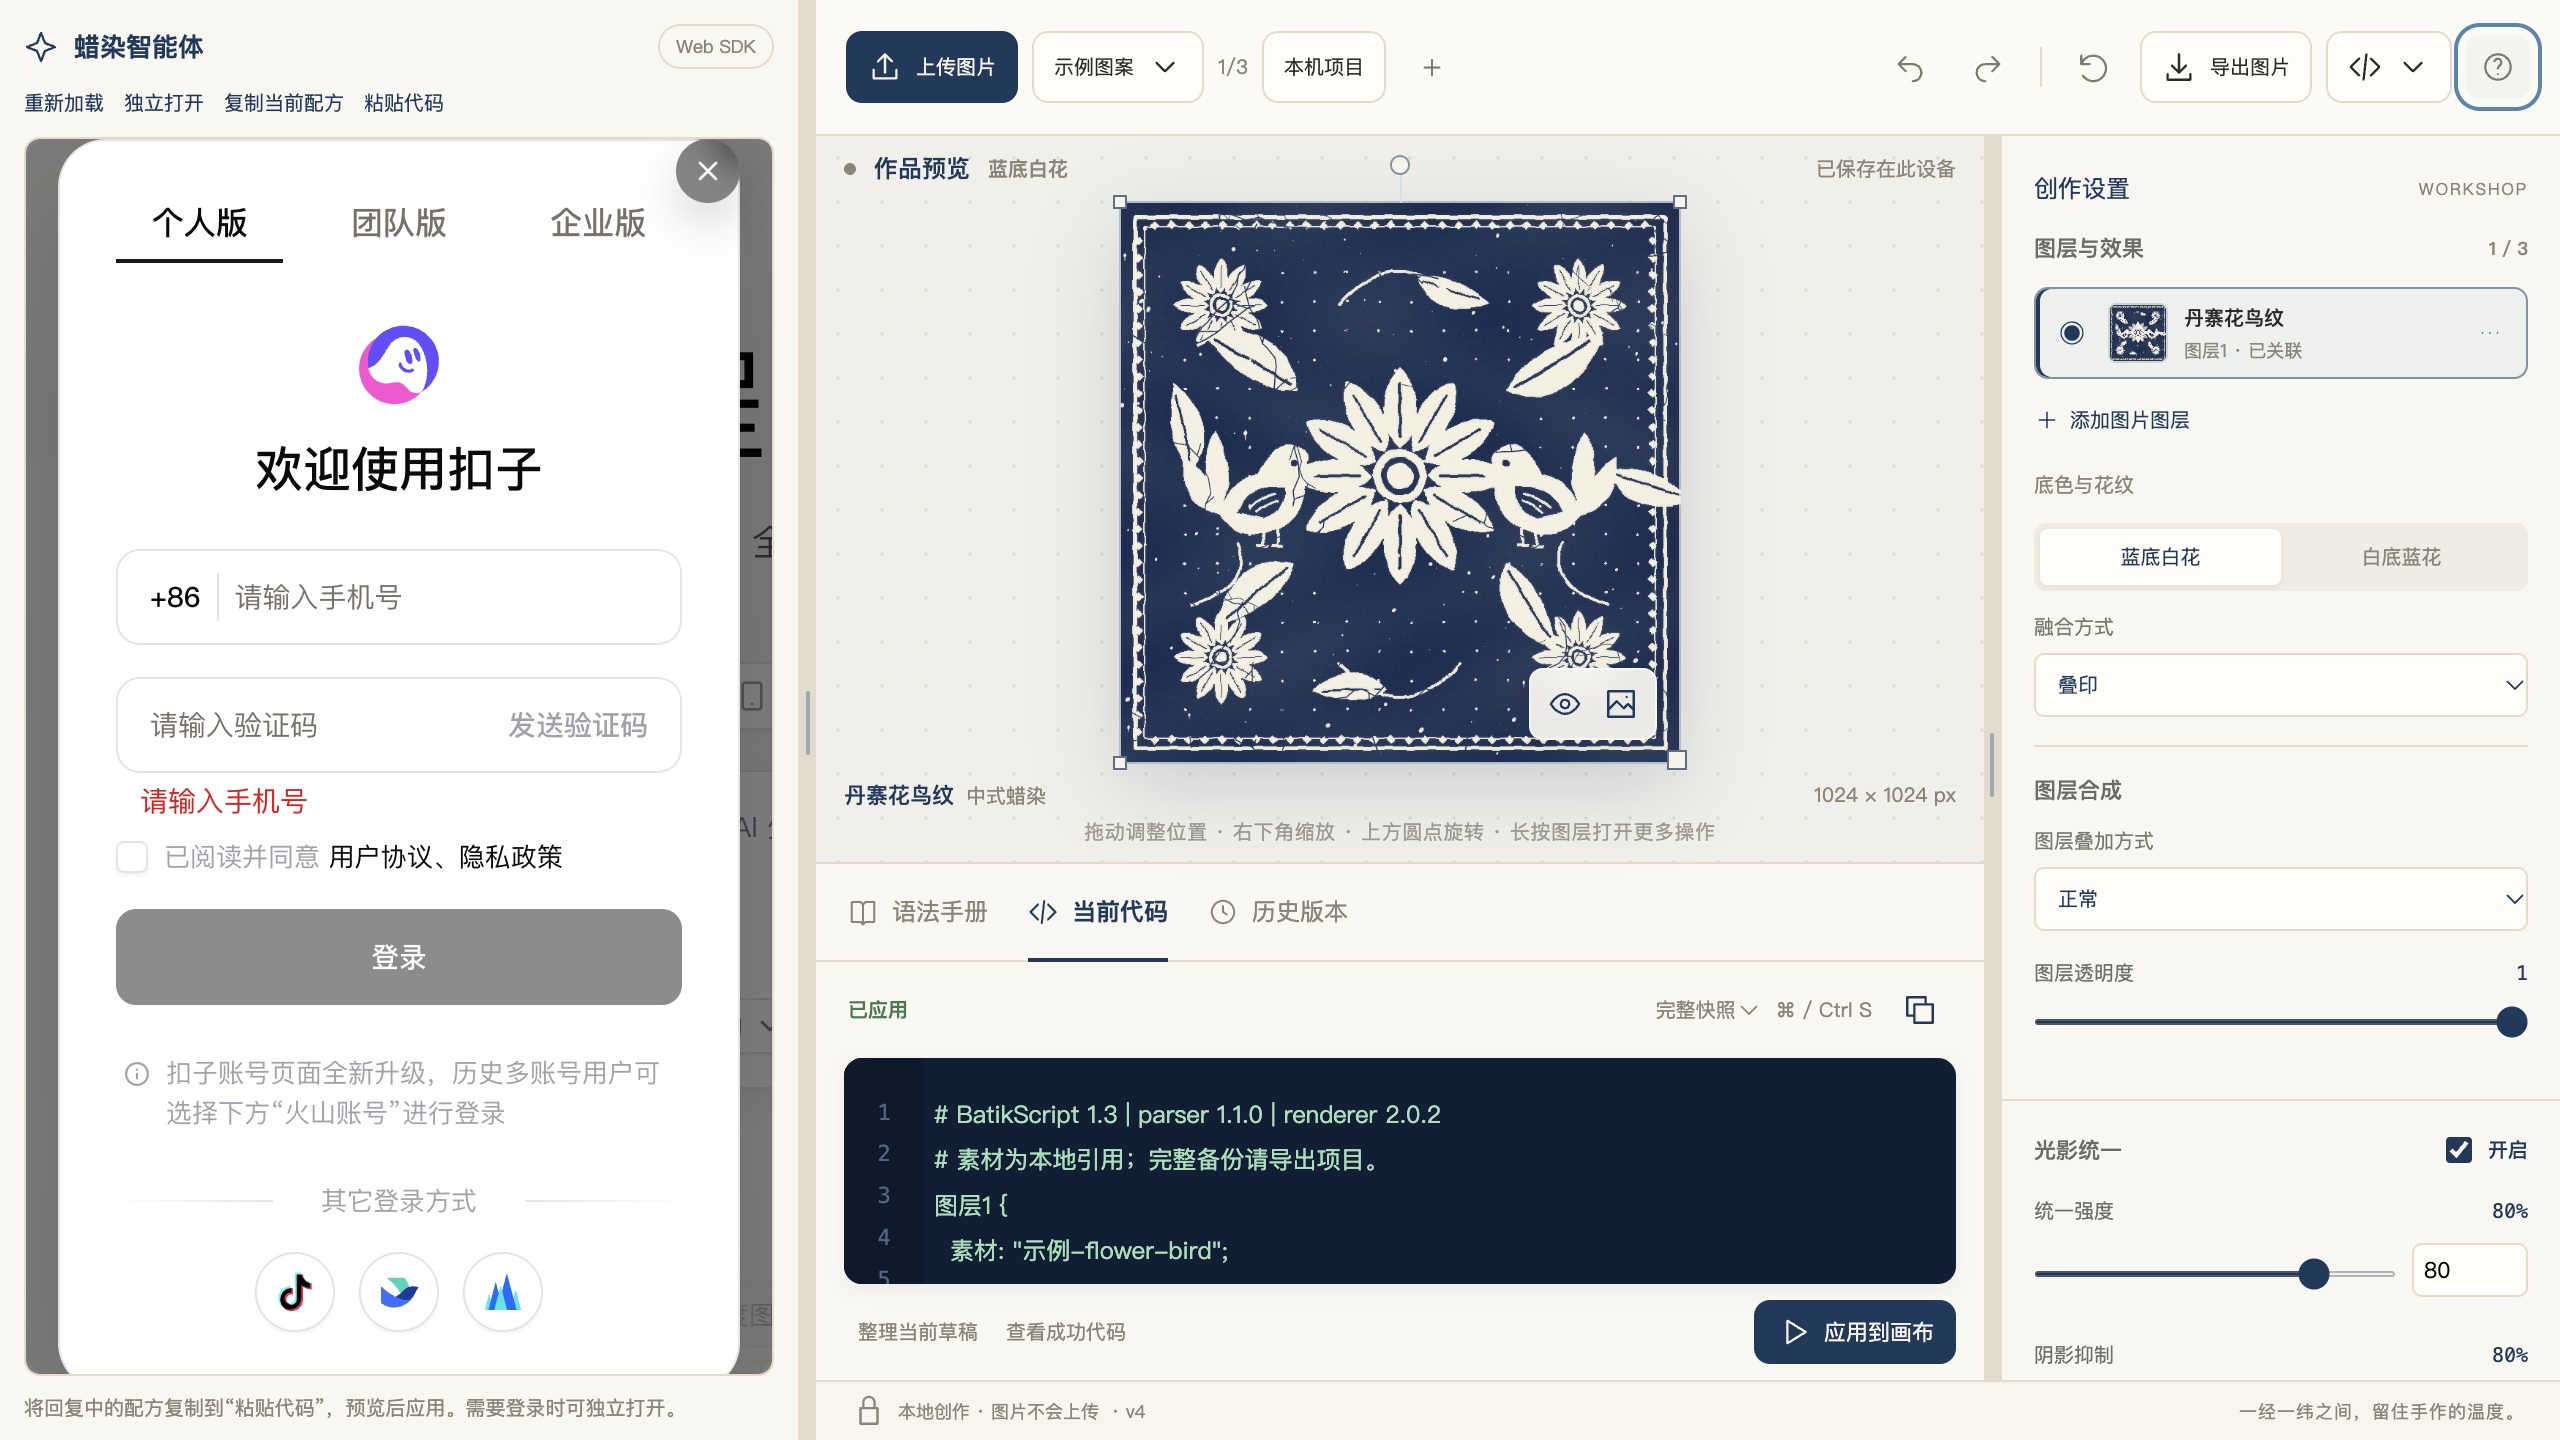 蜡染智能体
Web SDK
重新加载 独立打开 复制当前配方 粘贴代码
个人版 团队版 企业版
欢迎使用扣子
+86 请输入手机号
请输入验证码 发送验证码
请输入手机号
已阅读并同意 用户协议、隐私政策
登录
扣子账号页面全新升级，历史多账号用户可
选择下方“火山账号”进行登录
其它登录方式
将回复中的配方复制到“粘贴代码”，预览后应用。需要登录时可独立打开。
上传图片 示例图案 1/3 本机项目
导出图片
作品预览 蓝底白花 已保存在此设备
丹寨花鸟纹 中式蜡染 1024 × 1024 px
拖动调整位置 · 右下角缩放 · 上方圆点旋转 · 长按图层打开更多操作
语法手册 当前代码 历史版本
已应用 完整快照 ⌘ / Ctrl S
1 # BatikScript 1.3 | parser 1.1.0 | renderer 2.0.2
2 # 素材为本地引用；完整备份请导出项目。
3 图层1 {
4 素材: "示例-flower-bird";
5
整理当前草稿 查看成功代码 应用到画布
本地创作 · 图片不会上传 · v4
创作设置 WORKSHOP
图层与效果 1 / 3
丹寨花鸟纹
图层1 · 已关联
添加图片图层
底色与花纹
蓝底白花 白底蓝花
融合方式
叠印
图层合成
图层叠加方式
正常
图层透明度 1
光影统一 开启
统一强度 80%
80
阴影抑制 80%
一经一纬之间，留住手作的温度。